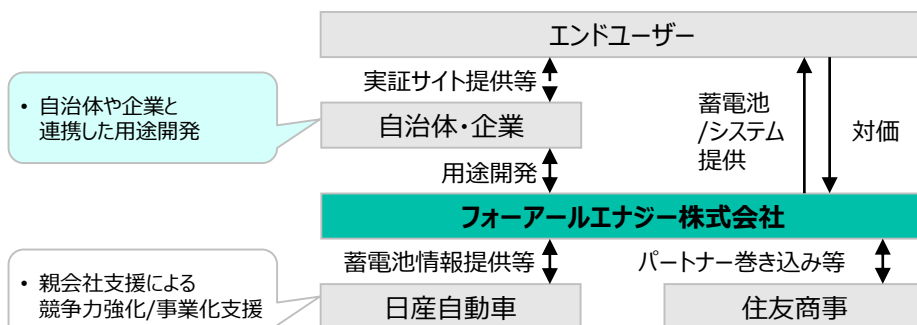 エンドユーザー
実証サイト提供等
• 自治体や企業と
連携した用途開発
自治体・企業
蓄電池
/システム
提供
対価
用途開発
フォーアールエナジー株式会社
蓄電池情報提供等
パートナー巻き込み等
• 親会社支援による
競争力強化/事業化支援
日産自動車
住友商事